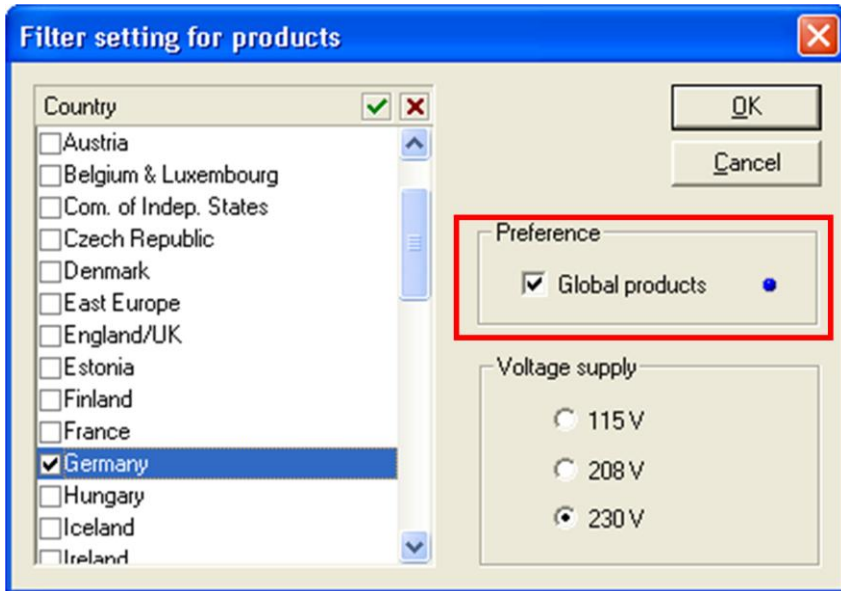 Filter setting for products
Country
Austria
Belgium & Luxembourg
Com. of Indep. States
Czech Republic
Denmark
East Europe
England/UK
Estonia
Finland
France
Germany
Hungary
Iceland
Ireland
OK
Cancel
Preference
Global products
Voltage supply
115 V
208 V
230 V